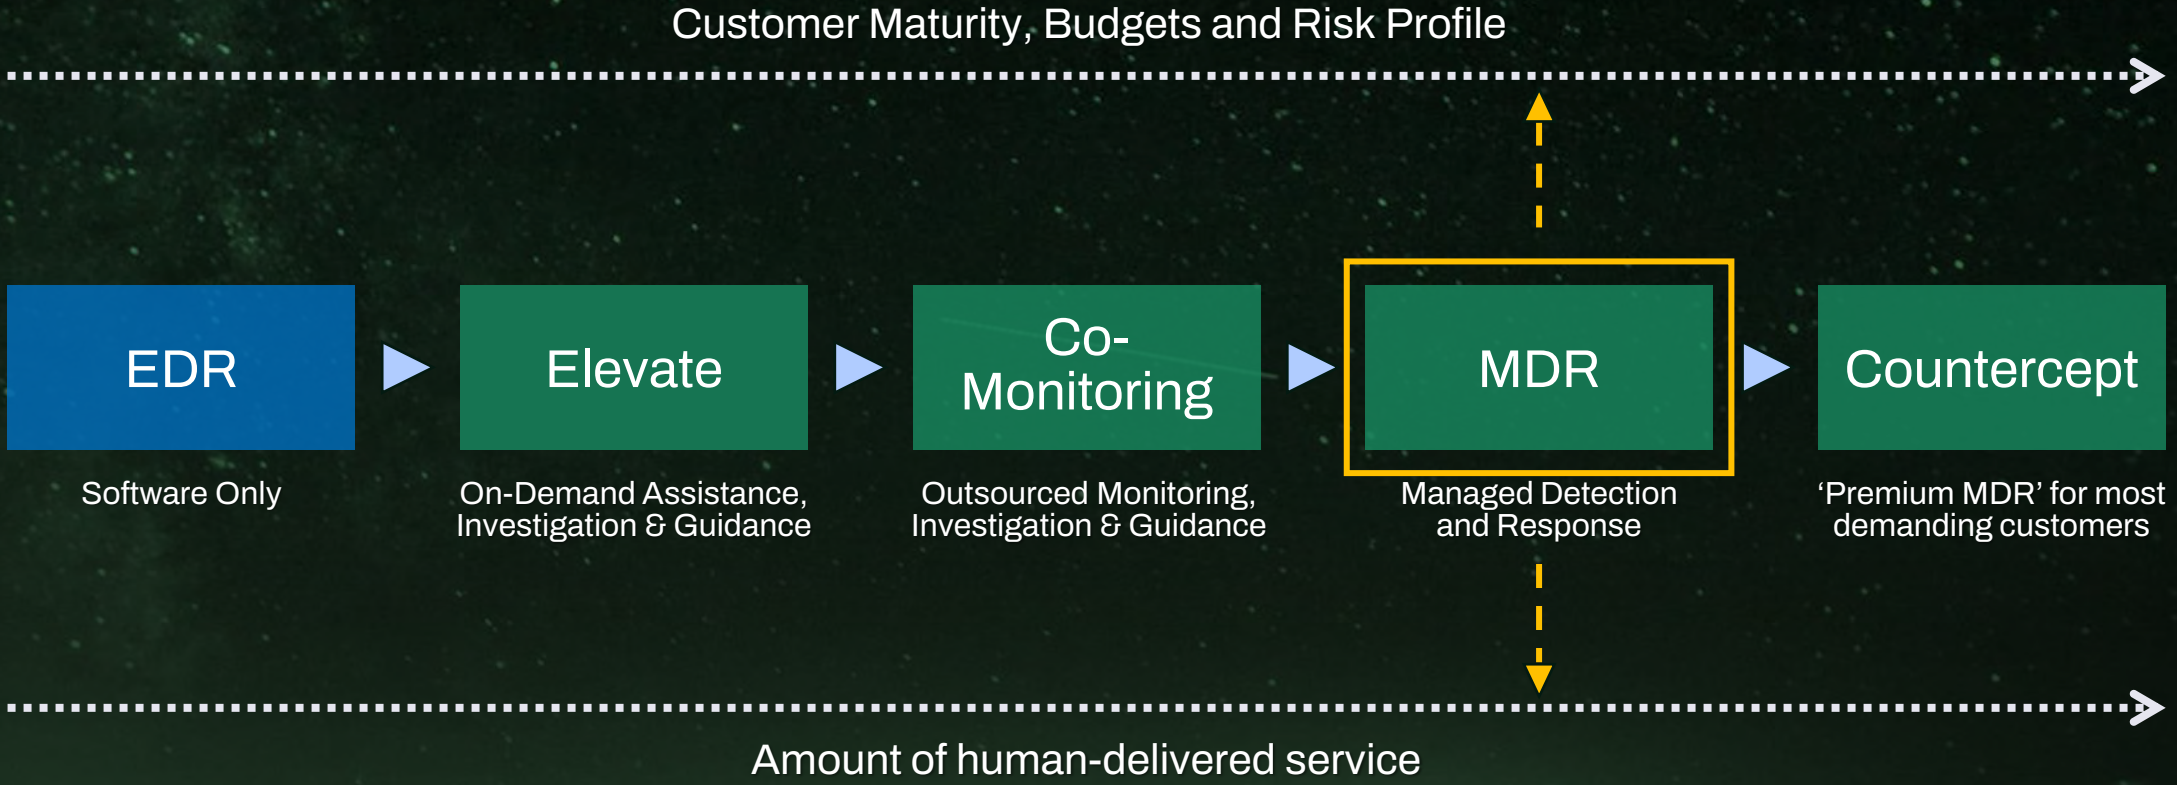 Customer Maturity, Budgets and Risk Profile
EDR
Software Only
Elevate
On-Demand Assistance,
Investigation & Guidance
Co-
Monitoring
Outsourced Monitoring,
Investigation & Guidance
MDR
Managed Detection
and Response
Countercept
‘Premium MDR’ for most
demanding customers
Amount of human-delivered service